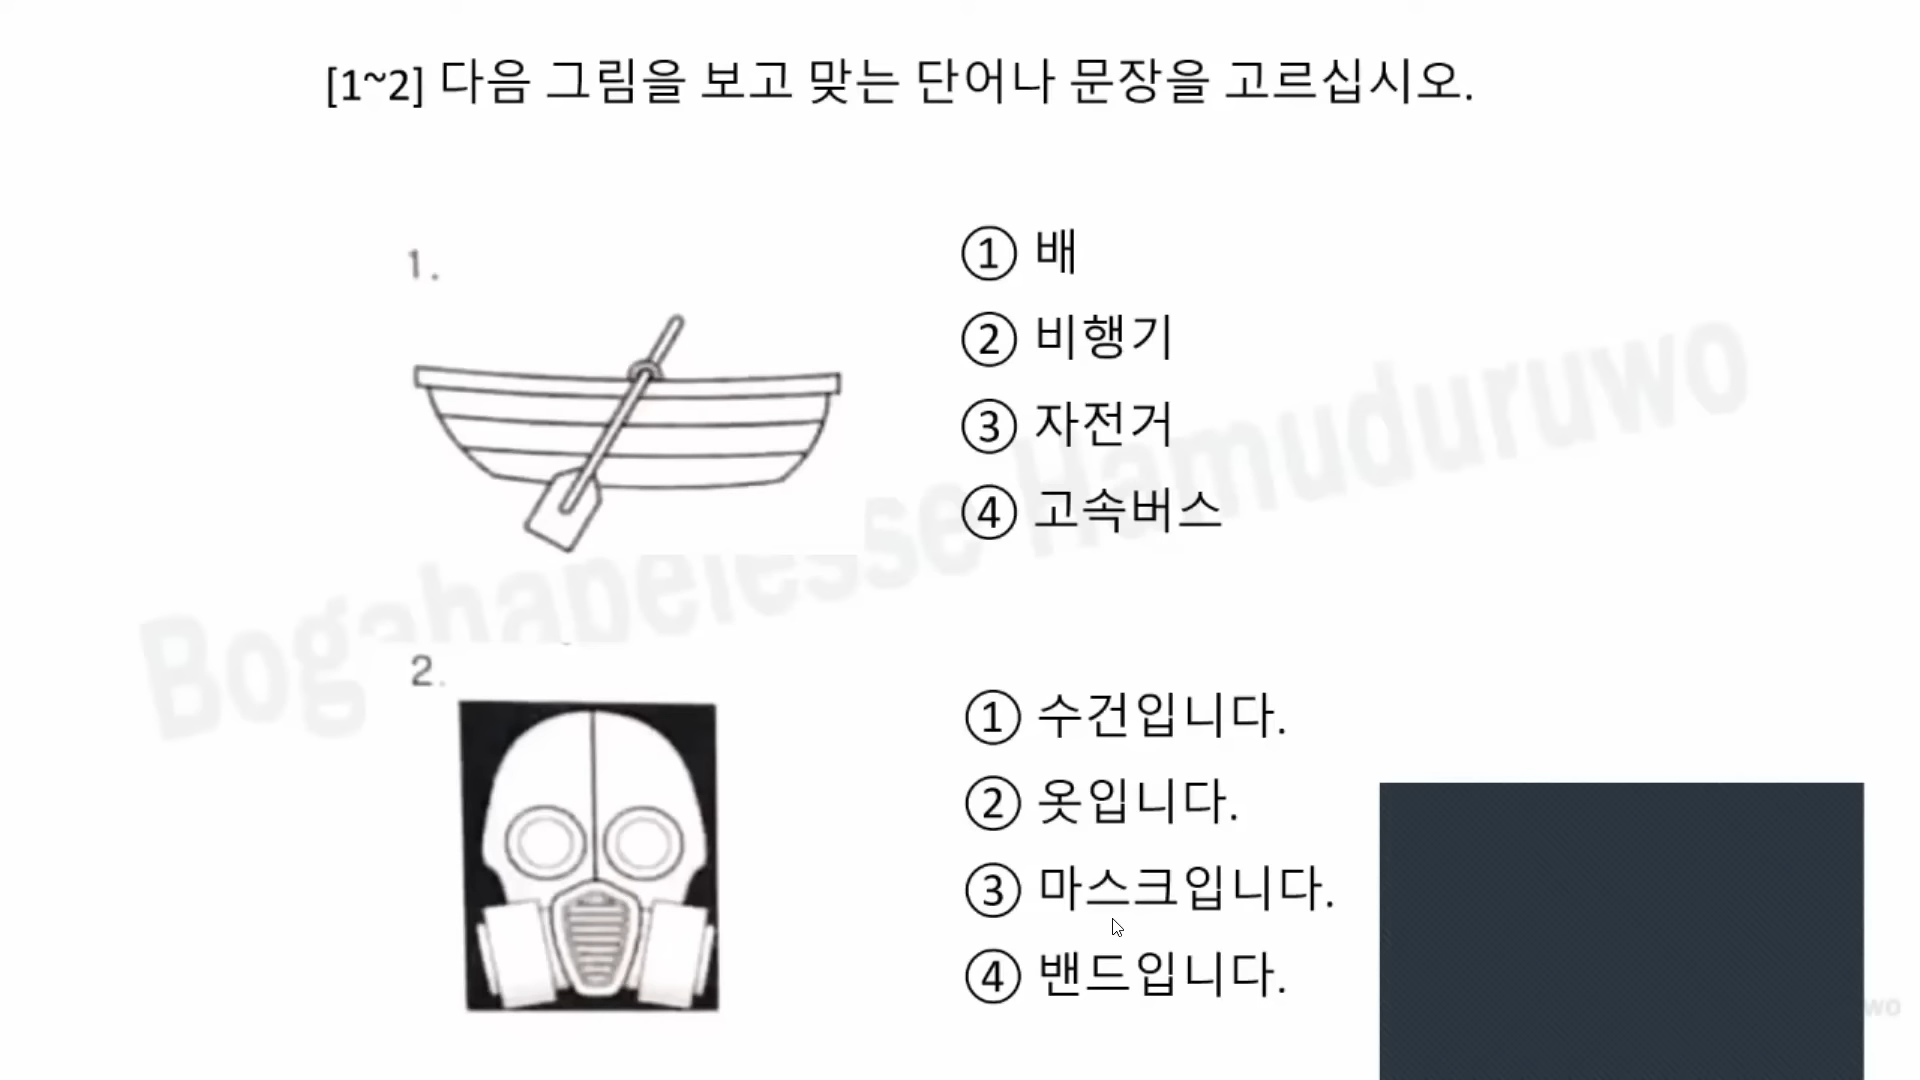 [1~2] 다음 그림을 보고 맞는 단어나 문장을 고르십시오.
1.
① 배
② 비행기
③ 자전거
④ 고속버스
Bogahapelesse Hamuduruwo
2.
① 수건입니다.
② 옷입니다.
③ 마스크입니다.
④ 밴드입니다.
wo